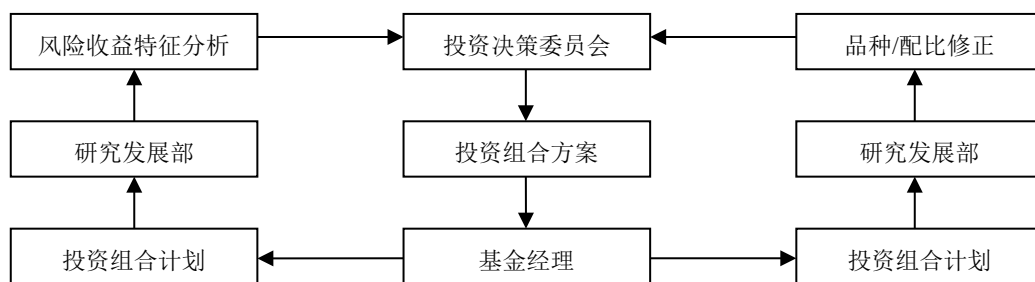 风险收益特征分析
投资决策委员会
品种/配比修正
研究发展部
投资组合方案
研究发展部
投资组合计划
基金经理
投资组合计划